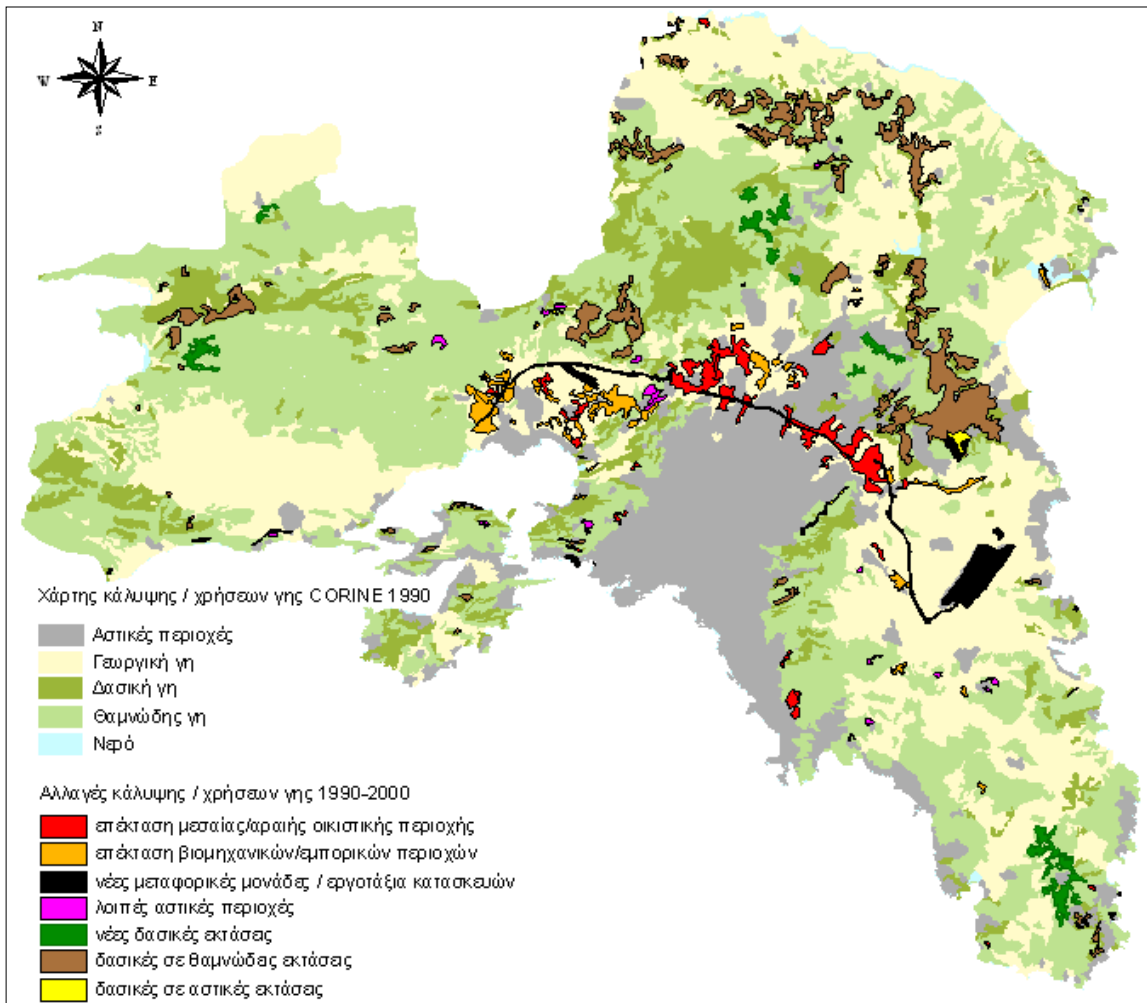 N
W E
S
Χάρτης κάλυψης / χρήσεων γης CORINE 1990
Αστικές περιοχές
Γεωργική γη
Δασική γη
Θαμνώδης γη
Νερό
Αλλαγές κάλυψης / χρήσεων γης 1990-2000
επέκταση μεσαίας/αραιής οικιστικής περιοχής
επέκταση βιομηχανικών/εμπορικών περιοχών
νέες μεταφορικές μονάδες / εργοτάξια κατασκευών
λοιπές αστικές περιοχές
νέες δασικές εκτάσεις
δασικές σε θαμνώδεις εκτάσεις
δασικές σε αστικές εκτάσεις